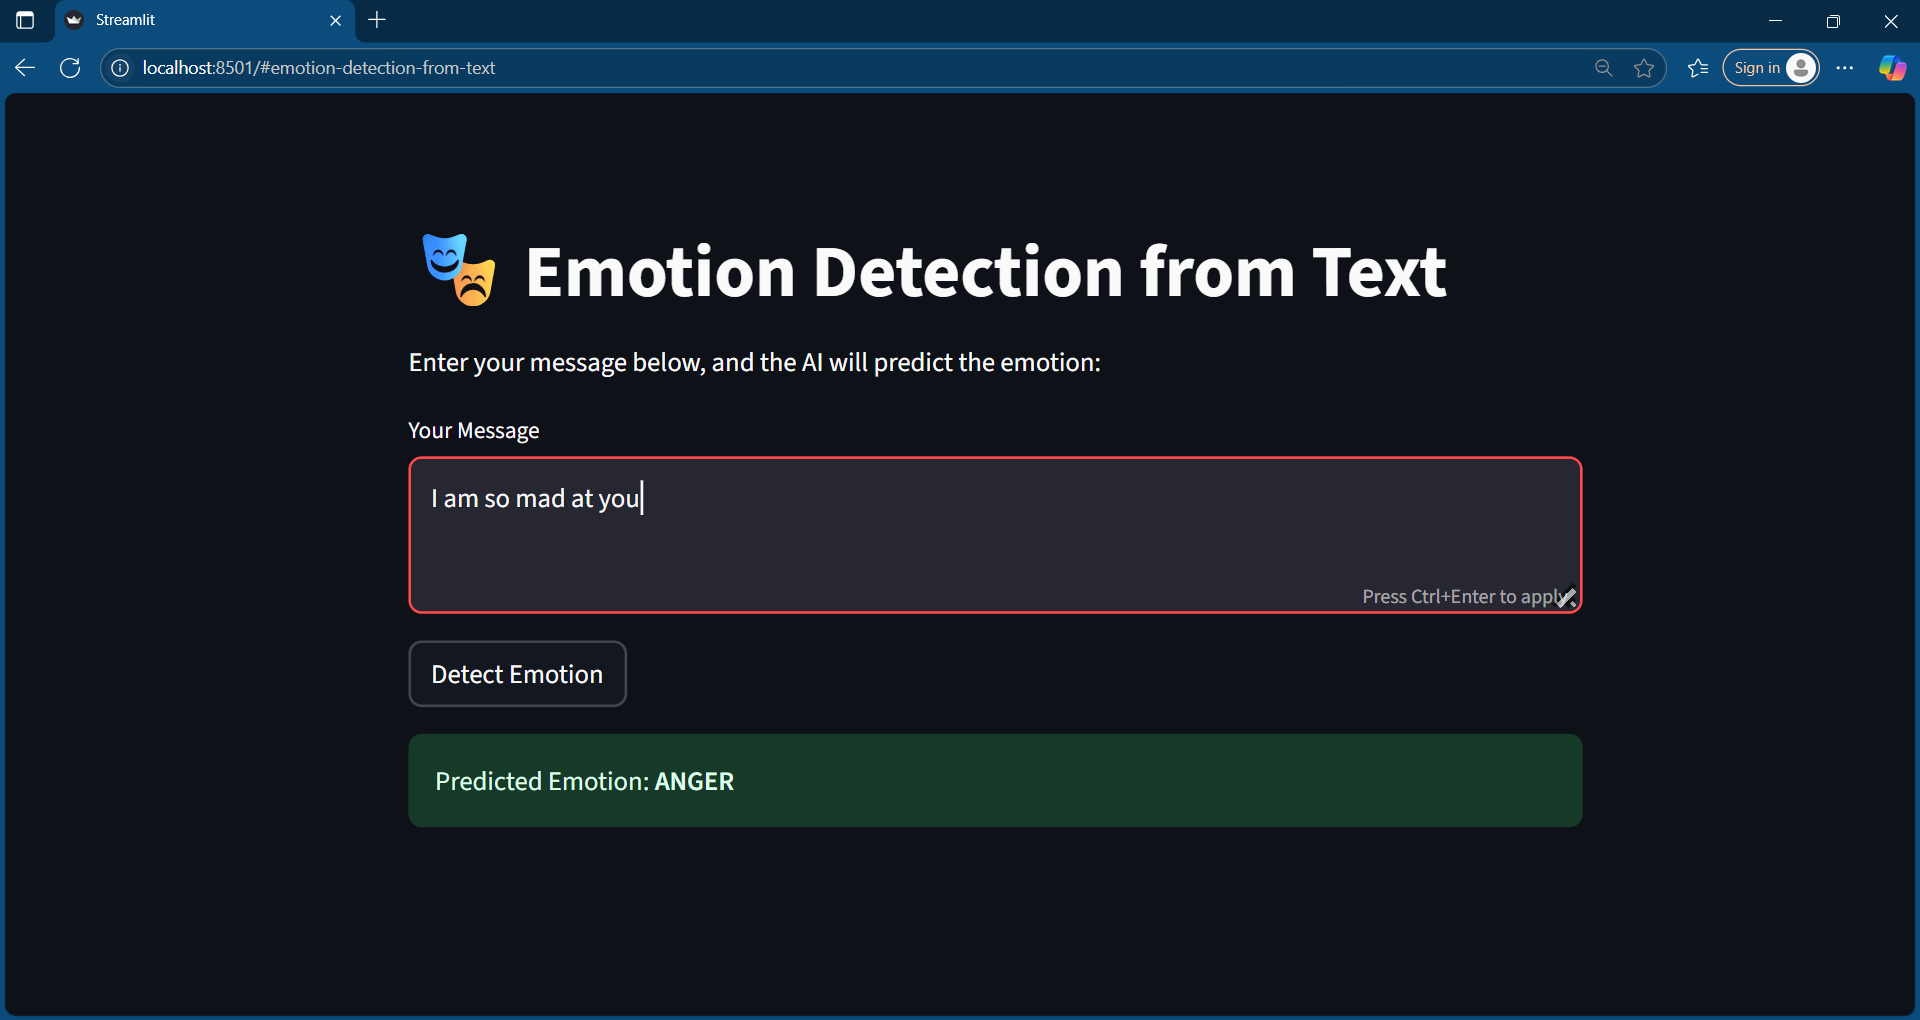 Streamlit
localhost:8501/#emotion-detection-from-text
Sign in
Emotion Detection from Text
Enter your message below, and the AI will predict the emotion:
Your Message
I am so mad at you
Press Ctrl+Enter to apply
Detect Emotion
Predicted Emotion: ANGER